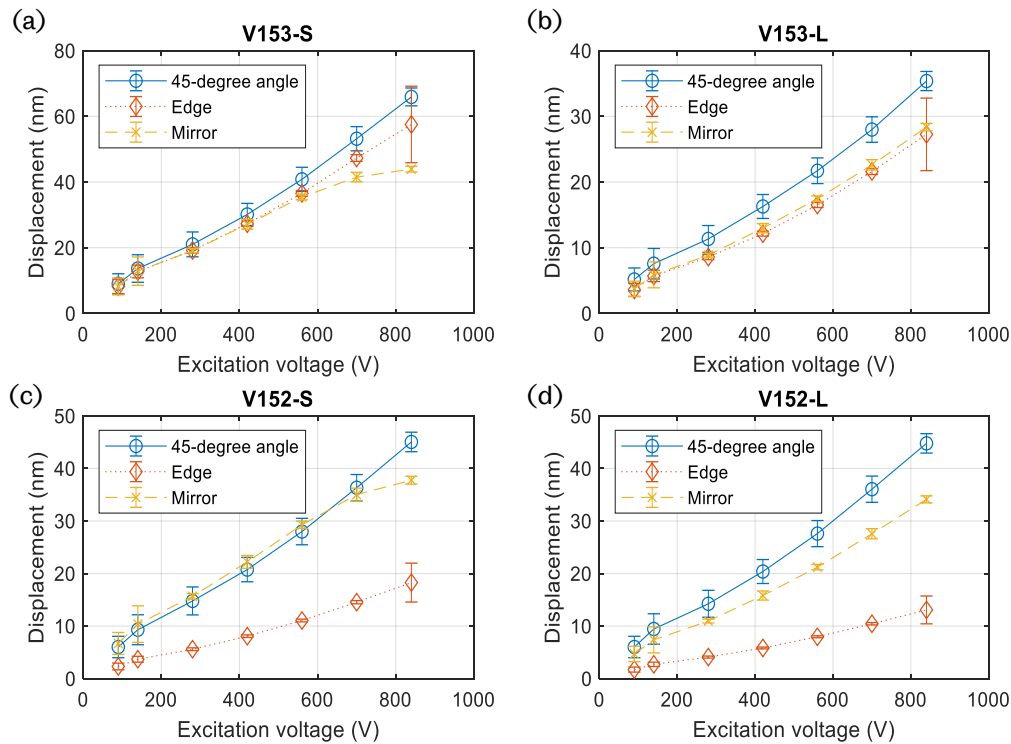 (a)
V153-S
80
60
40
20
0
Displacement (nm)
45-degree angle
Edge
Mirror
0 200 400 600 800 1000
Excitation voltage (V)
(b)
V153-L
40
30
20
10
0
Displacement (nm)
45-degree angle
Edge
Mirror
0 200 400 600 800 1000
Excitation voltage (V)
(c)
V152-S
50
40
30
20
10
0
Displacement (nm)
45-degree angle
Edge
Mirror
0 200 400 600 800 1000
Excitation voltage (V)
(d)
V152-L
50
40
30
20
10
0
Displacement (nm)
45-degree angle
Edge
Mirror
0 200 400 600 800 1000
Excitation voltage (V)